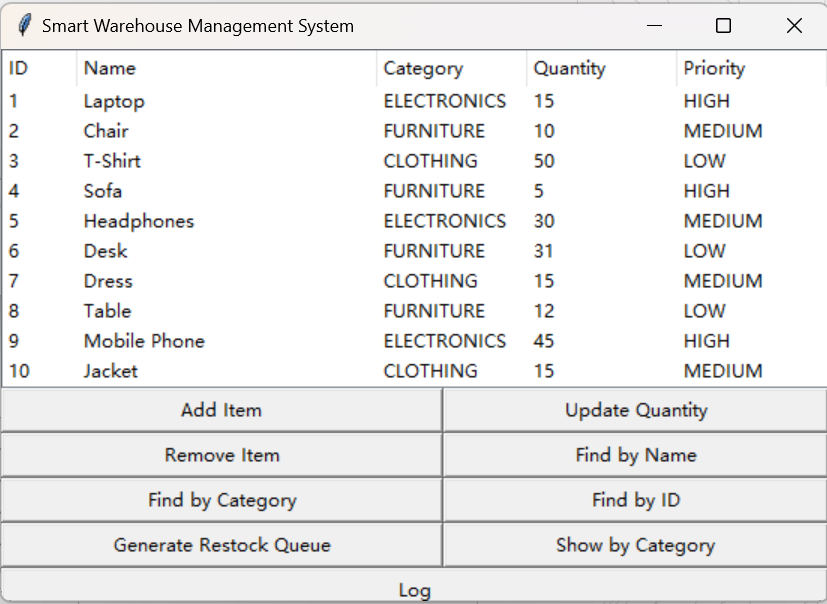 Smart Warehouse Management System
ID Name Category Quantity Priority
1 Laptop ELECTRONICS 15 HIGH
2 Chair FURNITURE 10 MEDIUM
3 T-Shirt CLOTHING 50 LOW
4 Sofa FURNITURE 5 HIGH
5 Headphones ELECTRONICS 30 MEDIUM
6 Desk FURNITURE 31 LOW
7 Dress CLOTHING 15 MEDIUM
8 Table FURNITURE 12 LOW
9 Mobile Phone ELECTRONICS 45 HIGH
10 Jacket CLOTHING 15 MEDIUM
Add Item Update Quantity
Remove Item Find by Name
Find by Category Find by ID
Generate Restock Queue Show by Category
Log